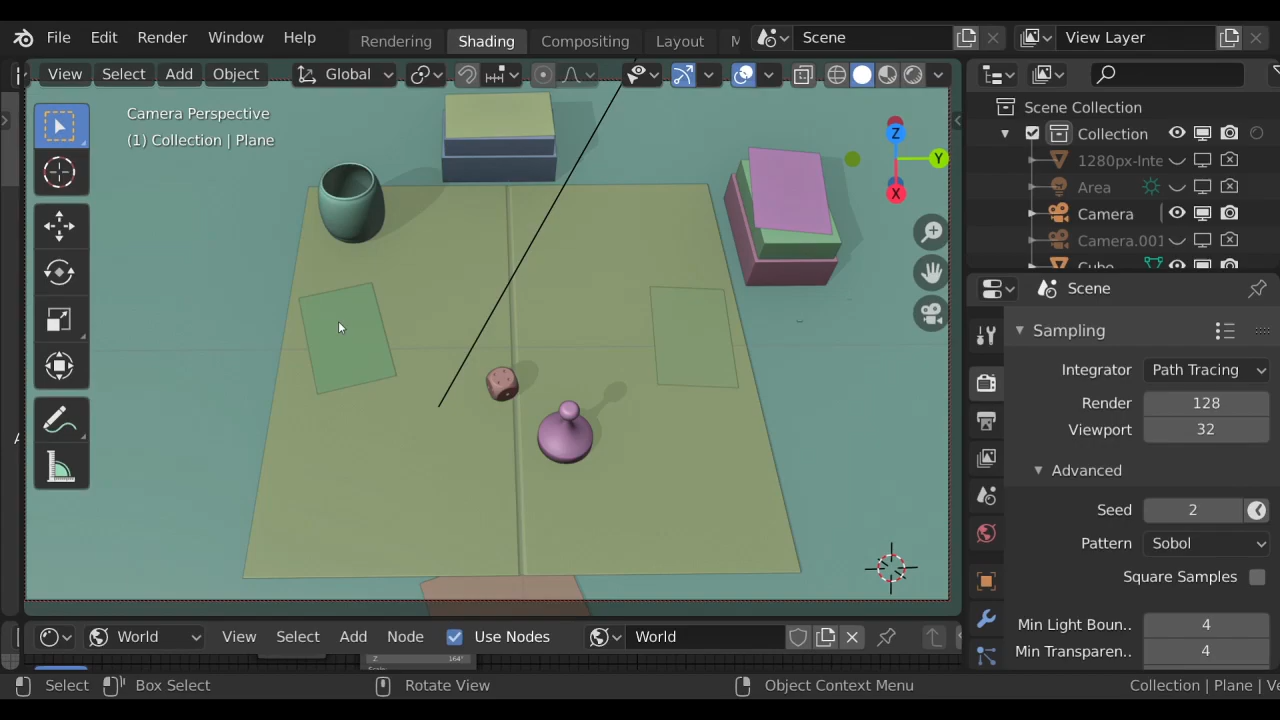 File Edit Render Window Help Rendering Shading Compositing Layout Scene View Layer
View Select Add Object Global
Camera Perspective
(1) Collection | Plane
Z
Y
X
Scene Collection
Collection
1280px-Inte
Area
Camera
Camera.001
Cube
Scene
Sampling
Integrator Path Tracing
Render 128
Viewport 32
Advanced
Seed 2
Pattern Sobol
Square Samples
Min Light Boun.. 4
Min Transparen.. 4
World View Select Add Node Use Nodes World
Z 164°
Select Box Select Rotate View Object Context Menu Collection | Plane | Ve